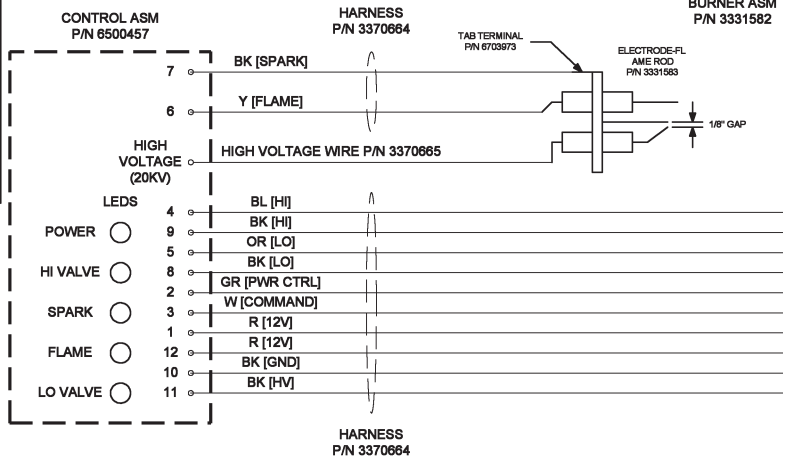 BURNER ASM
P/N 3331582
CONTROL ASM
P/N 6500457
HARNESS
P/N 3370664
TAB TERMINAL
P/N 6703973
ELECTRODE-FL
AME ROD
P/N 3331583
1/8" GAP
7 BK [SPARK]
6 Y [FLAME]
HIGH
VOLTAGE
(20KV)
HIGH VOLTAGE WIRE P/N 3370665
LEDS
4 BL [HI]
POWER 9 BK [HI]
5 OR [LO]
HI VALVE 8 BK [LO]
2 GR [PWR CTRL]
SPARK 3 W [COMMAND]
1 R [12V]
FLAME 12 R [12V]
10 BK [GND]
LO VALVE 11 BK [HV]
HARNESS
P/N 3370664